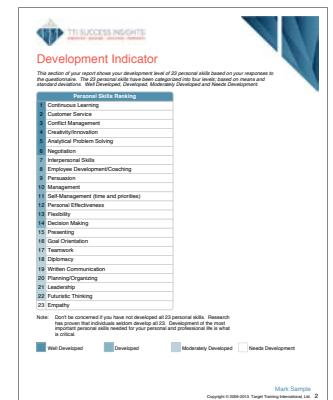 TTI SUCCESS INSIGHTS
Development Indicator
This section of your report shows your development level of 23 personal skills based on your responses to
the questionnaire. The 23 personal skills have been categorized into four levels; based on means and
standard deviations. Well Developed, Developed, Moderately Developed and Needs Development.
Personal Skills Ranking
1 Continuous Learning
2 Customer Service
3 Conflict Management
4 Creativity/Innovation
5 Analytical Problem Solving
6 Negotiation
7 Interpersonal Skills
8 Employee Development/Coaching
9 Persuasion
10 Management
11 Self-Management (time and priorities)
12 Personal Effectiveness
13 Flexibility
14 Decision Making
15 Presenting
16 Goal Orientation
17 Teamwork
18 Diplomacy
19 Written Communication
20 Planning/Organizing
21 Leadership
22 Futuristic Thinking
23 Empathy
Note: Don't be concerned if you have not developed all 23 personal skills. Research
has proven that individuals seldom develop all 23. Development of the most
important personal skills needed for your personal and professional life is what
is critical.
Well Developed Developed Moderately Developed Needs Development
Mark Sample
Copyright © 2006-2013. Target Training International, Ltd. 2